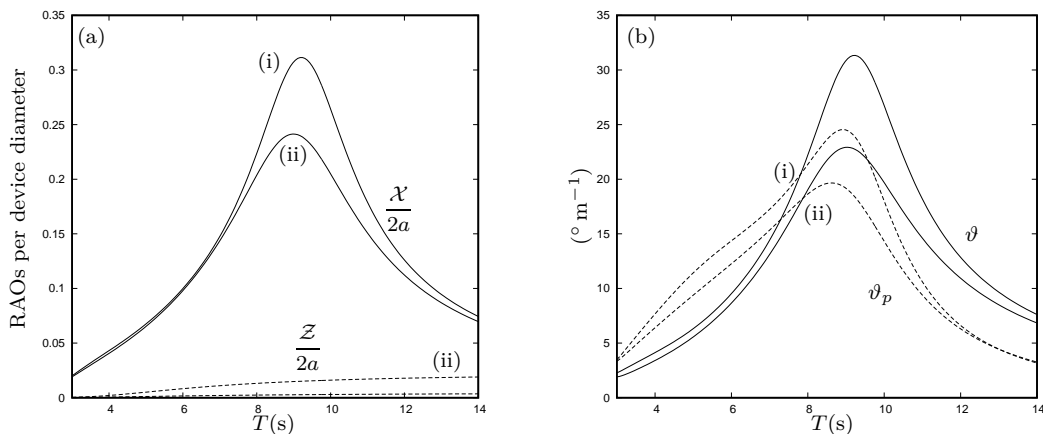 (a)
0.35
0.3
0.25
0.2
0.15
0.1
0.05
0
RAOs per device diameter
(i)
(ii)
𝒳/2a
𝒵/2a
(ii)
4 6 8 10 12 14
T(s)
(b)
35
30
25
20
15
10
5
0
(° m⁻¹)
(i)
(ii)
ϑ
ϑₚ
4 6 8 10 12 14
T(s)